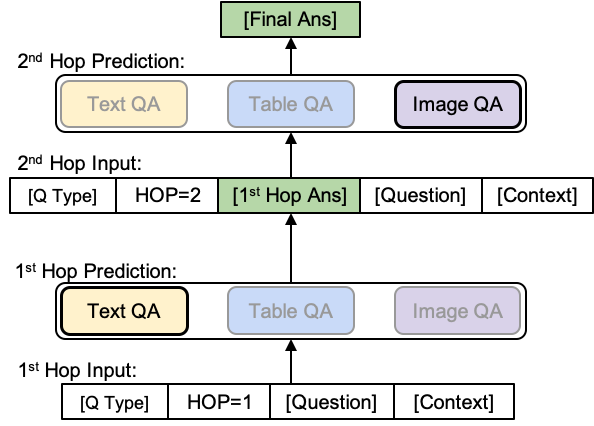 [Final Ans]
2nd Hop Prediction:
Text QA Table QA Image QA
2nd Hop Input:
[Q Type] HOP=2 [1st Hop Ans] [Question] [Context]
1st Hop Prediction:
Text QA Table QA Image QA
1st Hop Input:
[Q Type] HOP=1 [Question] [Context]